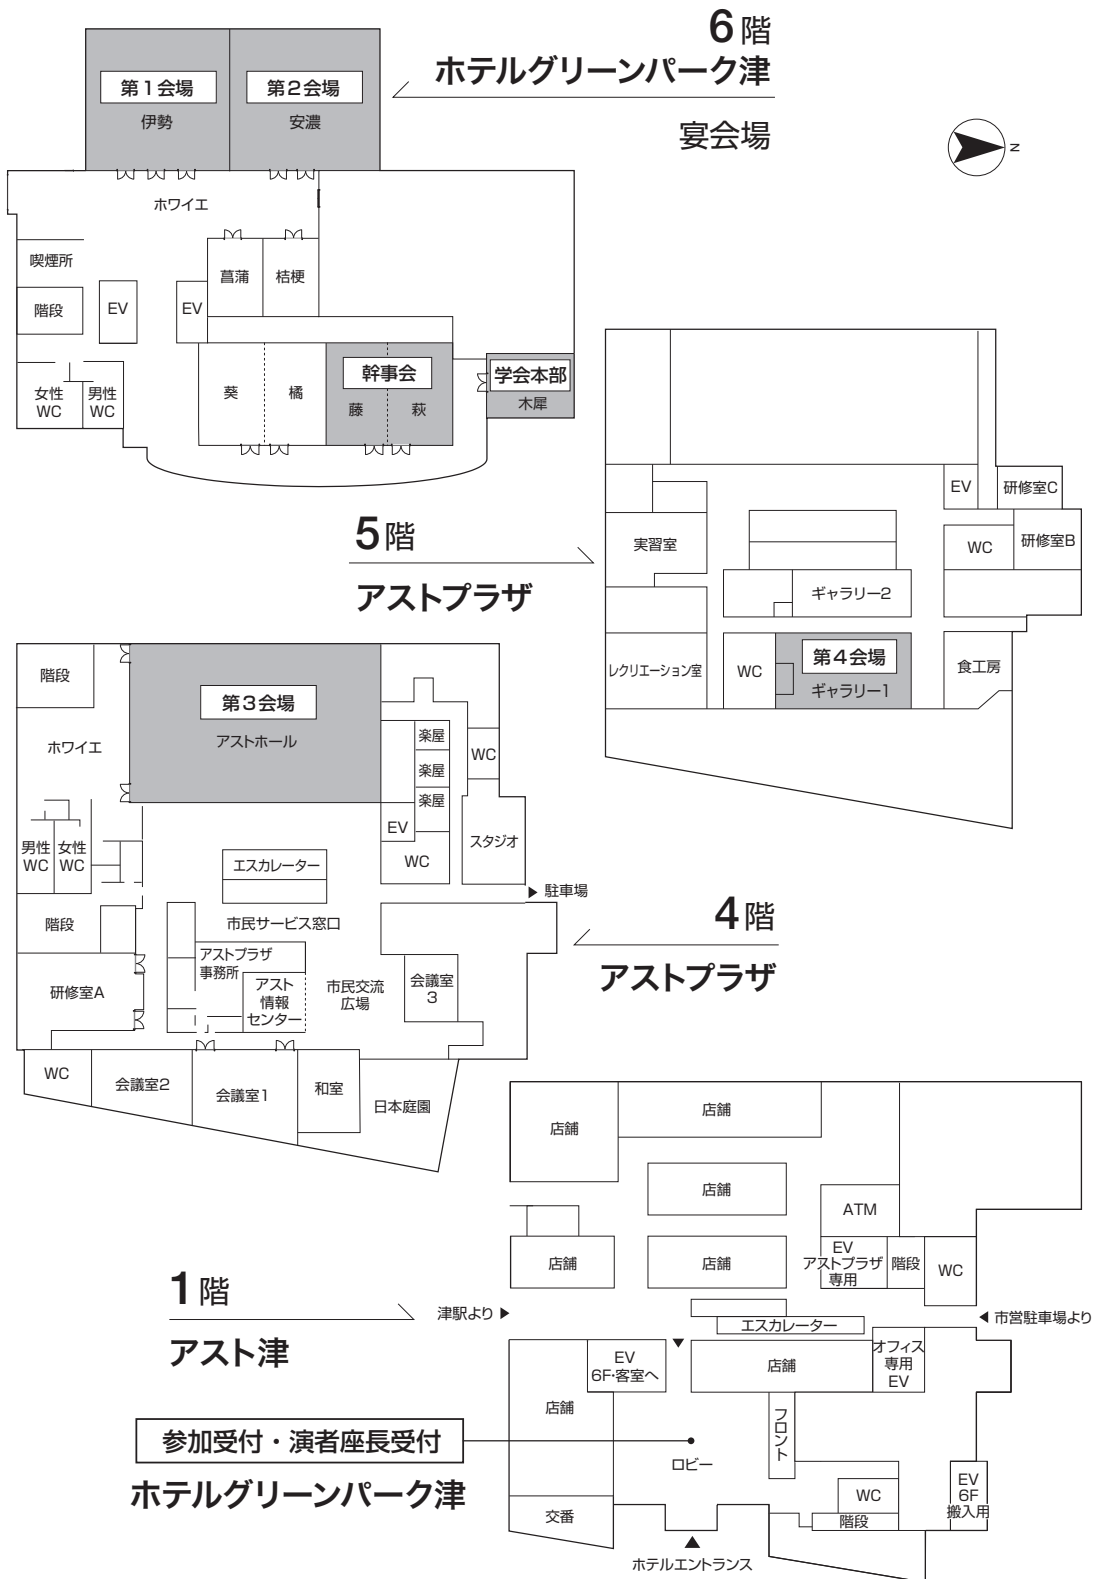 6階
ホテルグリーンパーク津
宴会場
N
第1会場
伊勢
第2会場
安濃
ホワイエ
喫煙所
階段
EV
EV
菖蒲
桔梗
女性
WC
男性
WC
葵
橘
幹事会
藤
萩
学会本部
木犀
5階
アストプラザ
EV
研修室C
実習室
WC
研修室B
ギャラリー2
レクリエーション室
WC
第4会場
ギャラリー1
食工房
階段
第3会場
アストホール
ホワイエ
楽屋
楽屋
楽屋
WC
男性
WC
女性
WC
EV
WC
スタジオ
エスカレーター
駐車場
階段
市民サービス窓口
4階
アストプラザ
アストプラザ
事務所
アスト
情報
センター
市民交流
広場
会議室
3
研修室A
WC
会議室2
会議室1
和室
日本庭園
店舗
店舗
店舗
ATM
店舗
店舗
EV
アストプラザ
専用
階段
WC
1階
アスト津
津駅より
エスカレーター
市営駐車場より
EV
6F・客室へ
店舗
オフィス
専用
EV
店舗
フロント
参加受付・演者座長受付
ホテルグリーンパーク津
ロビー
WC
階段
EV
6F
搬入用
交番
ホテルエントランス